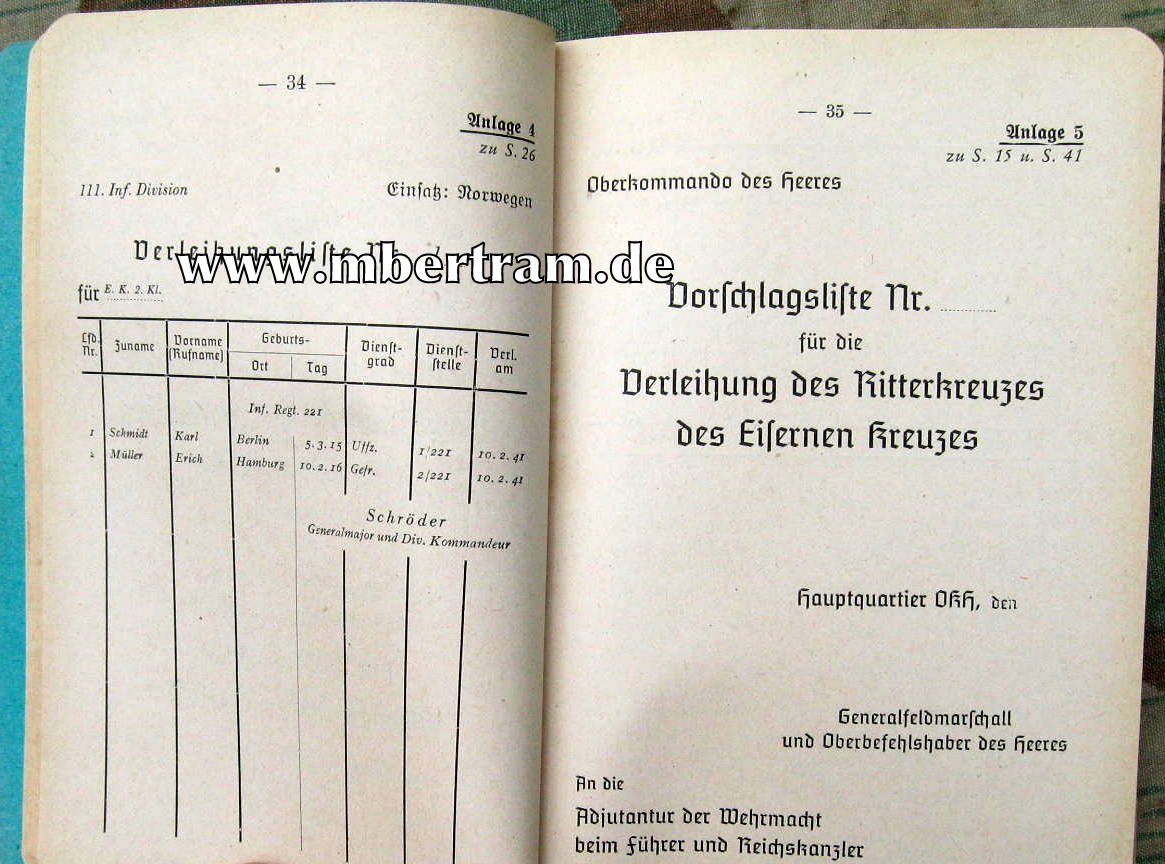 — 34 —
Anlage 4
zu S. 26
111. Inf. Division
Einsatz: Norwegen
Verleihungsliste Nr. 1
für E. K. 2. Kl.
Lfd. Nr.
Zuname
Vorname (Rufname)
Geburts-
Ort
Tag
Dienst-grad
Dienst-stelle
Verl. am
Inf. Regt. 221
1 Schmidt Karl Berlin 5. 3. 15 Uffz. 1/221 10. 2. 41
2 Müller Erich Hamburg 10. 2. 16 Gefr. 2/221 10. 2. 41
Schröder
Generalmajor und Div. Kommandeur
— 35 —
Anlage 5
zu S. 15 u. S. 41
Oberkommando des Heeres
Vorschlagsliste Nr.
für die
Verleihung des Ritterkreuzes
des Eisernen Kreuzes
Hauptquartier OKH, den
Generalfeldmarschall
und Oberbefehlshaber des Heeres
An die
Adjutantur der Wehrmacht
beim Führer und Reichskanzler
www.mbertram.de